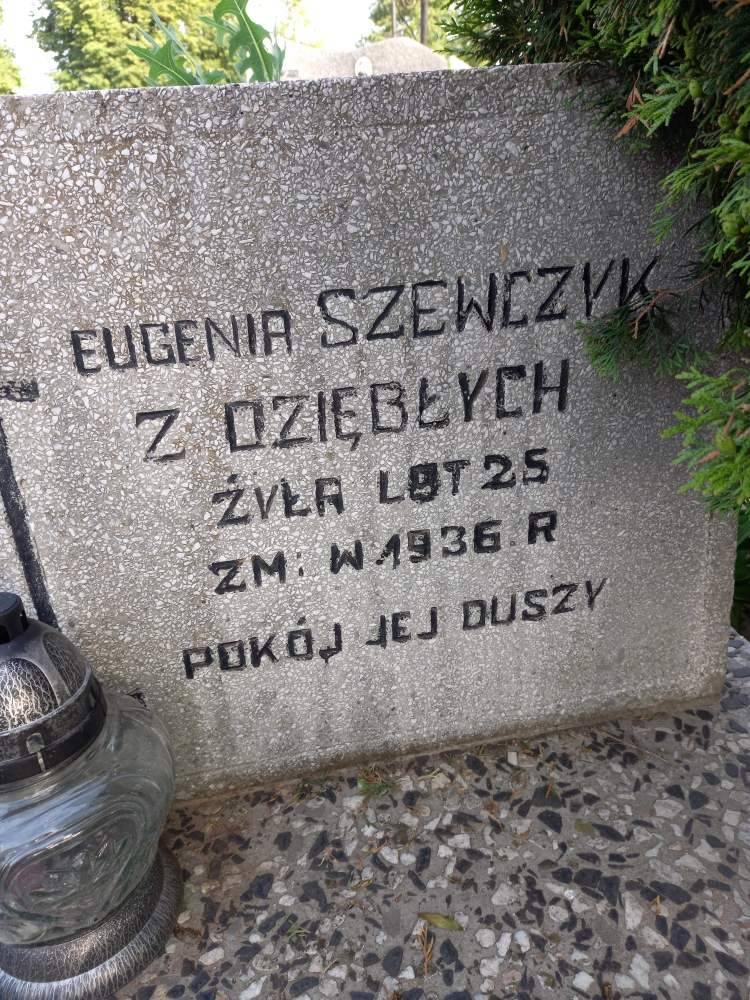 EUGENIA SZEWCZYK
Z DZIĘBŁYCH
ŻYŁA LAT 25
ZM: W 1936. R
POKÓJ JEJ DUSZY